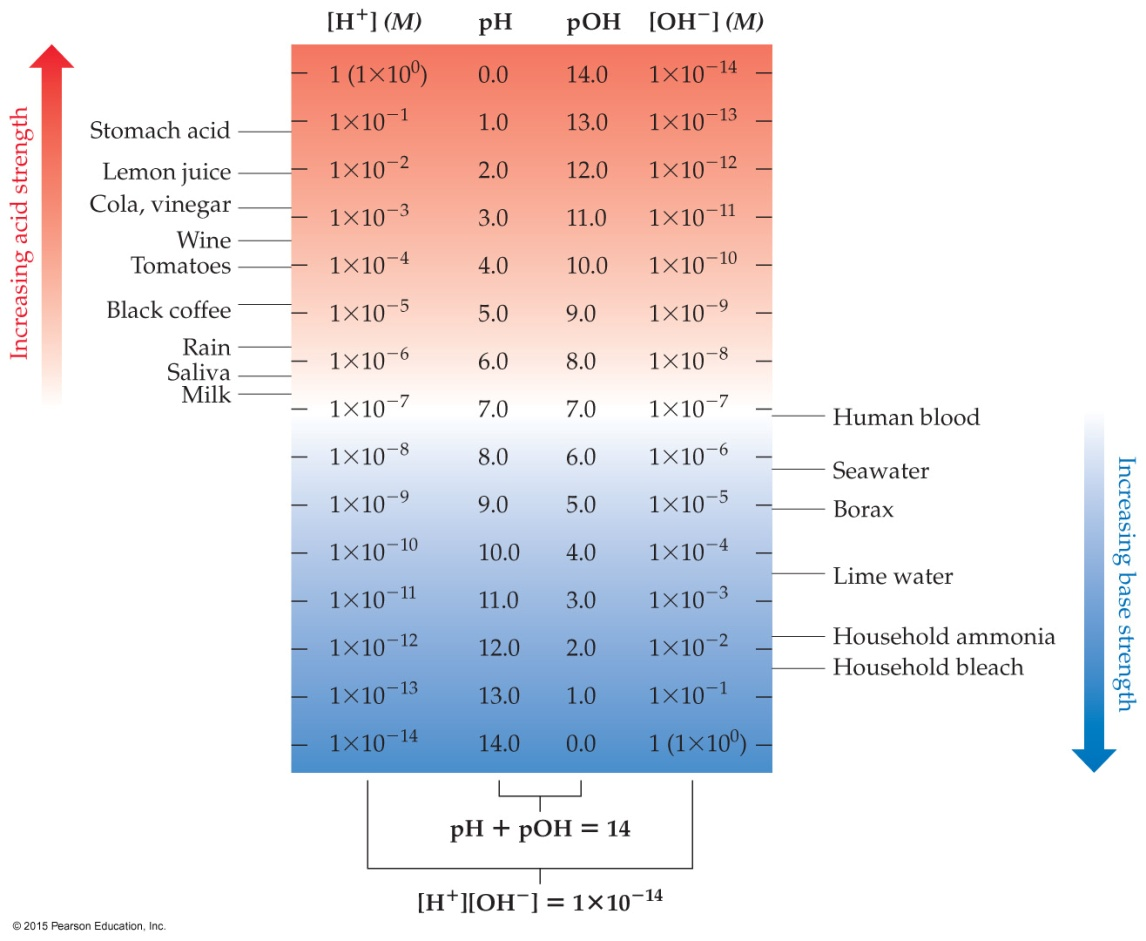 [H⁺] (M) pH pOH [OH⁻] (M)
1 (1×10⁰) 0.0 14.0 1×10⁻¹⁴
Stomach acid 1×10⁻¹ 1.0 13.0 1×10⁻¹³
Lemon juice 1×10⁻² 2.0 12.0 1×10⁻¹²
Cola, vinegar 1×10⁻³ 3.0 11.0 1×10⁻¹¹
Wine
Tomatoes 1×10⁻⁴ 4.0 10.0 1×10⁻¹⁰
Black coffee 1×10⁻⁵ 5.0 9.0 1×10⁻⁹
Rain
1×10⁻⁶ 6.0 8.0 1×10⁻⁸
Saliva
Milk
1×10⁻⁷ 7.0 7.0 1×10⁻⁷ Human blood
1×10⁻⁸ 8.0 6.0 1×10⁻⁶ Seawater
1×10⁻⁹ 9.0 5.0 1×10⁻⁵ Borax
1×10⁻¹⁰ 10.0 4.0 1×10⁻⁴
Lime water
1×10⁻¹¹ 11.0 3.0 1×10⁻³
Household ammonia
1×10⁻¹² 12.0 2.0 1×10⁻²
Household bleach
1×10⁻¹³ 13.0 1.0 1×10⁻¹
1×10⁻¹⁴ 14.0 0.0 1 (1×10⁰)
Increasing acid strength
Increasing base strength
pH + pOH = 14
[H⁺][OH⁻] = 1×10⁻¹⁴
© 2015 Pearson Education, Inc.